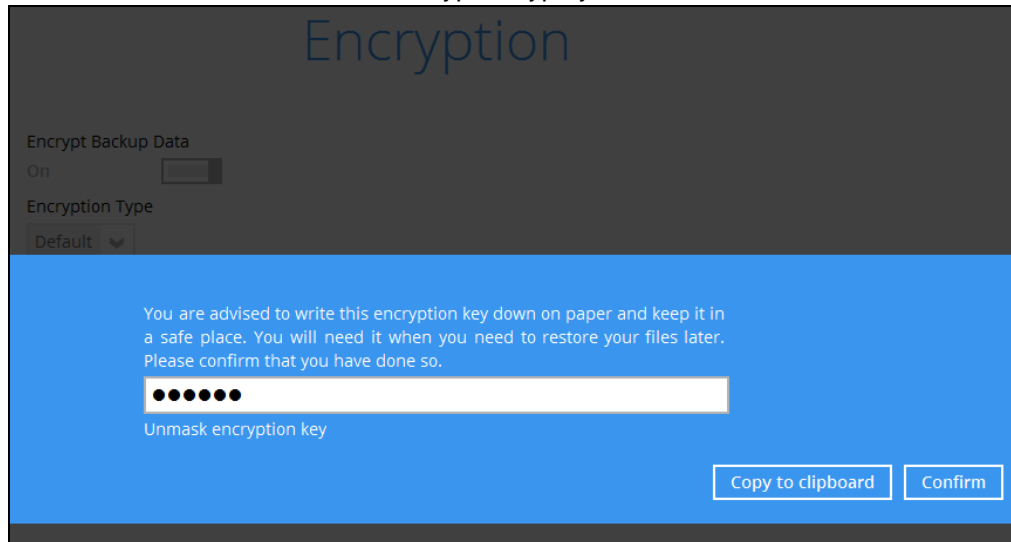 Encryption
Encrypt Backup Data
On
Encryption Type
Default
You are advised to write this encryption key down on paper and keep it in
a safe place. You will need it when you need to restore your files later.
Please confirm that you have done so.
●●●●●●
Unmask encryption key
Copy to clipboard
Confirm